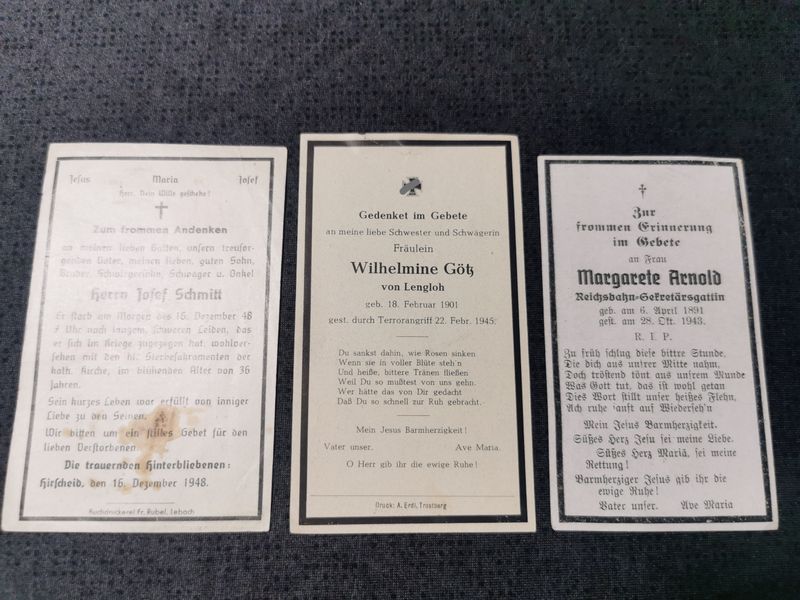 Jesus Maria Josef
Herr, Dein Wille geschehe!
Zum frommen Andenken
an meinen lieben Gatten, unsern treusor-
genden Vater, meinen lieben, guten Sohn,
Bruder, Schwiegersohn, Schwager u. Onkel
Herrn Josef Schmitt
Er starb am Morgen des 15. Dezember 48
Uhr nach langem, schweren Leiden, das
er sich im Kriege zugezogen hat, wohlver-
sehen mit den hl. Sterbesakramenten der
kath. Kirche, im blühenden Alter von 36
Jahren.
Sein kurzes Leben war erfüllt von inniger
Liebe zu den Seinen.
Wir bitten um ein stilles Gebet für den
lieben Verstorbenen.
Die trauernden Hinterbliebenen:
Hirscheid, den 16. Dezember 1948.
Buchdruckerei Fr. Rubel, Lebach
Gedenket im Gebete
an meine liebe Schwester und Schwägerin
Fräulein
Wilhelmine Götz
von Lengloh
geb. 18. Februar 1901
gest. durch Terrorangriff 22. Febr. 1945.
Du sankst dahin, wie Rosen sinken
Wenn sie in voller Blüte steh'n
Und heiße, bittere Tränen fließen
Weil Du so mußtest von uns gehn.
Wer hätte das von Dir gedacht
Daß Du so schnell zur Ruh gebracht.
Mein Jesus Barmherzigkeit!
Vater unser. Ave Maria.
O Herr gib ihr die ewige Ruhe!
Druck: A. Erdl, Trostberg
Zur
frommen Erinnerung
im Gebete
an Frau
Margarete Arnold
Reichsbahn-Sekretärsgattin
geb. am 6. April 1891
gest. am 28. Okt. 1943.
R. I. P.
Zu früh schlug diese bittre Stunde.
Die dich aus unsrer Mitte nahm.
Doch tröstend tönt aus unserm Munde
Was Gott tut, das ist wohl getan
Dies Wort stillt unser heißes Flehn,
Ach ruhe sanft auf Wiederseh'n
Mein Jesus Barmherzigkeit.
Süßes Herz Jesu sei meine Liebe.
Süßes Herz Mariä, sei meine
Rettung!
Barmherziger Jesus gib ihr die
ewige Ruhe!
Vater unser. Ave Maria